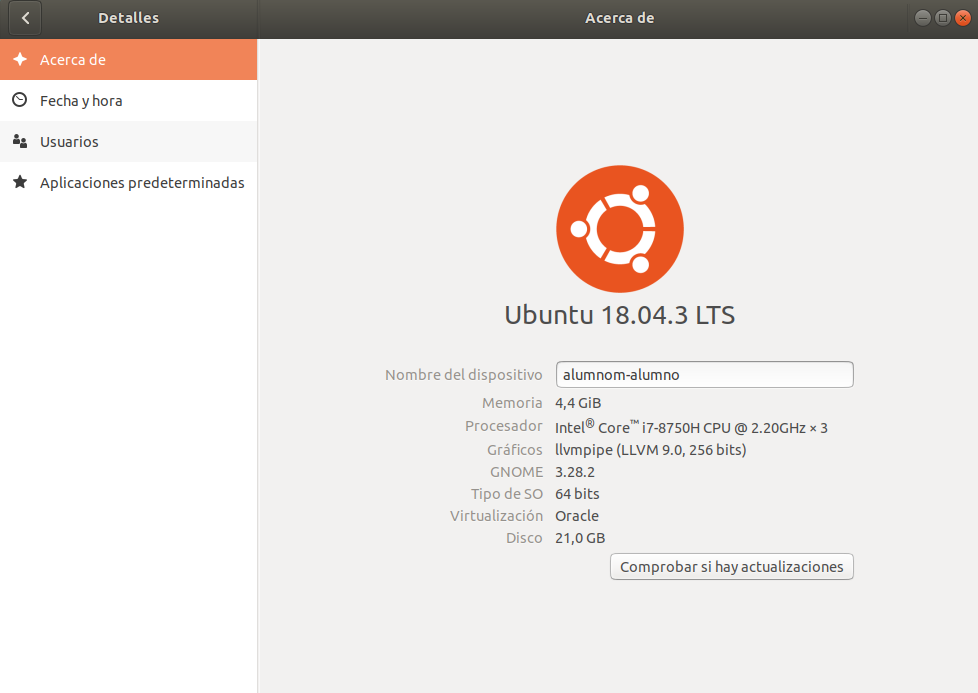 Detalles
Acerca de
Acerca de
Fecha y hora
Usuarios
Aplicaciones predeterminadas
Ubuntu 18.04.3 LTS
Nombre del dispositivo alumnom-alumno
Memoria 4,4 GiB
Procesador Intel® Core™ i7-8750H CPU @ 2.20GHz × 3
Gráficos llvmpipe (LLVM 9.0, 256 bits)
GNOME 3.28.2
Tipo de SO 64 bits
Virtualización Oracle
Disco 21,0 GB
Comprobar si hay actualizaciones